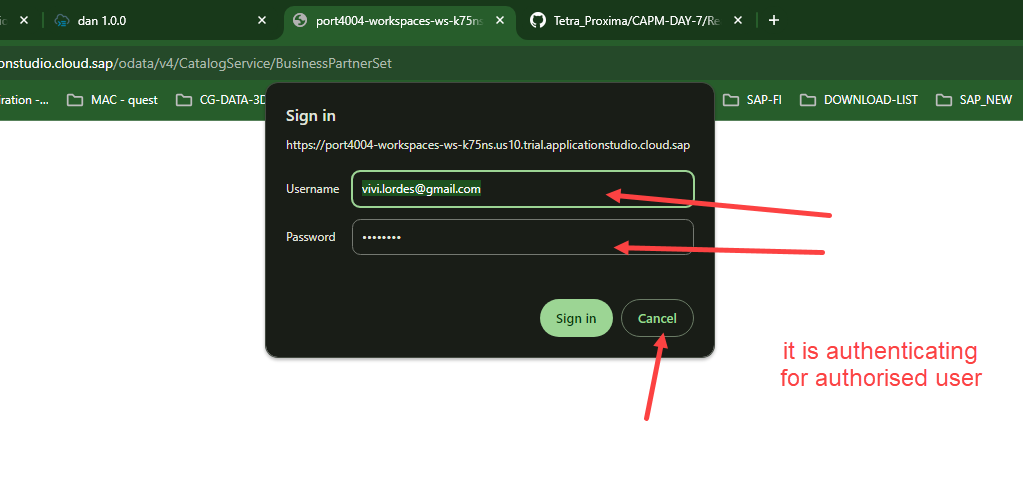 dan 1.0.0
port4004-workspaces-ws-k75ns
Tetra_Proxima/CAPM-DAY-7/Re
onstudio.cloud.sap/odata/v4/CatalogService/BusinessPartnerSet
iration -...
MAC - quest
CG-DATA-3D
SAP-FI
DOWNLOAD-LIST
SAP_NEW
Sign in
https://port4004-workspaces-ws-k75ns.us10.trial.applicationstudio.cloud.sap
Username
vivi.lordes@gmail.com
Password
••••••••
Sign in
Cancel
it is authenticating
for authorised user